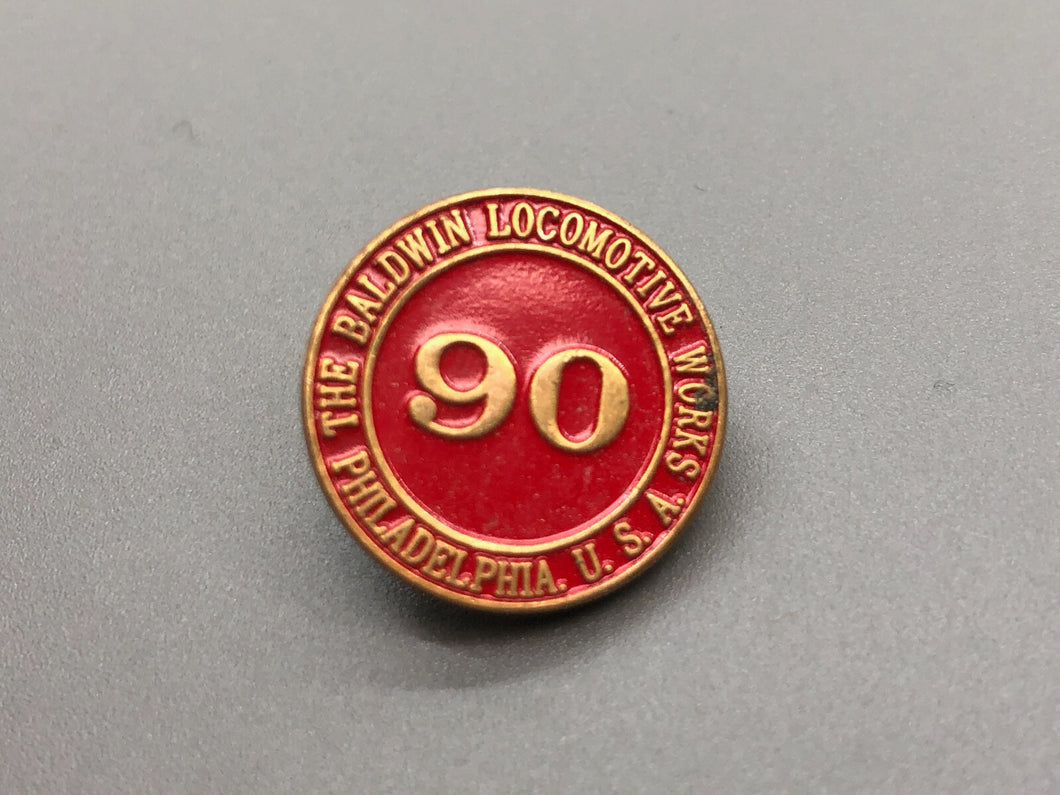 THE BALDWIN LOCOMOTIVE WORKS
90
PHILADELPHIA. U. S. A.